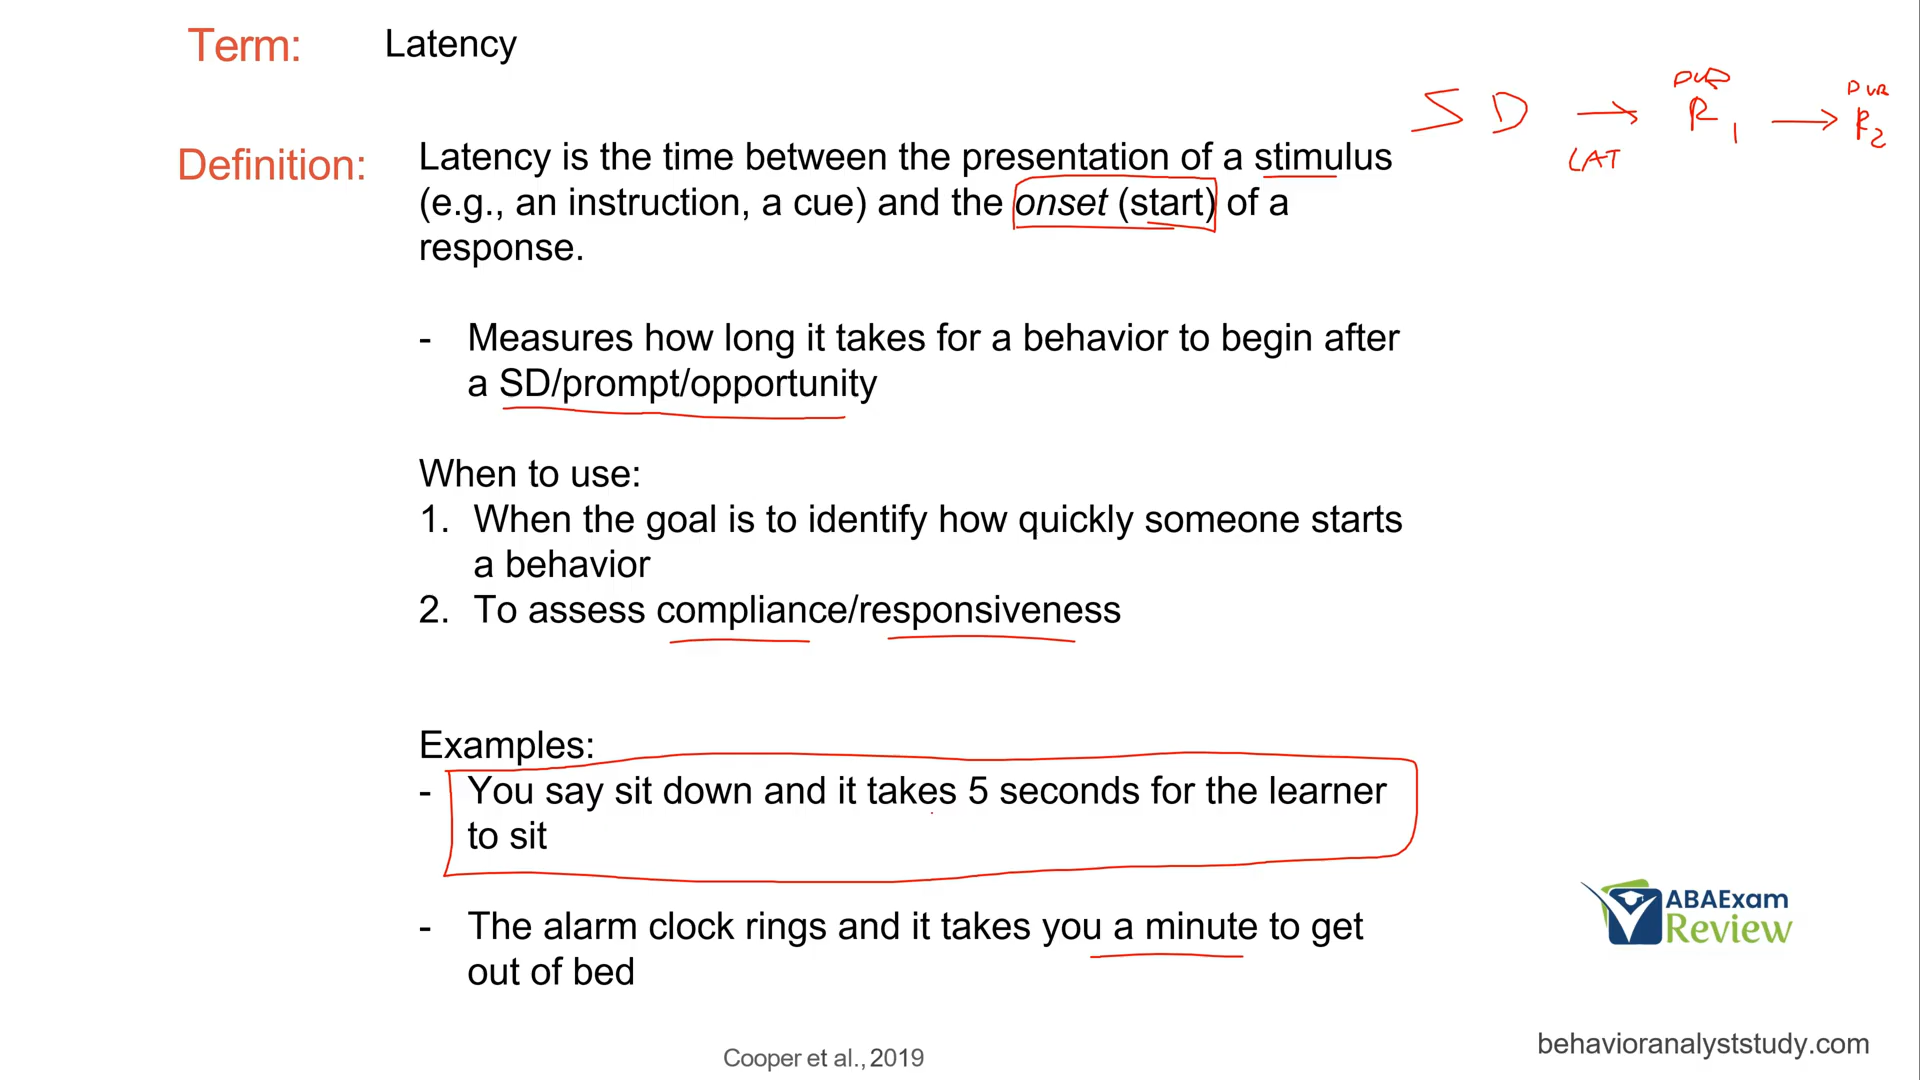 Term: Latency
Definition: Latency is the time between the presentation of a stimulus
(e.g., an instruction, a cue) and the onset (start) of a
response.
- Measures how long it takes for a behavior to begin after
a SD/prompt/opportunity
When to use:
1. When the goal is to identify how quickly someone starts
a behavior
2. To assess compliance/responsiveness
Examples:
- You say sit down and it takes 5 seconds for the learner
to sit
- The alarm clock rings and it takes you a minute to get
out of bed
Cooper et al., 2019
DUR DUR
SD → R1 → R2
LAT
ABAExam
Review
behavioranalyststudy.com